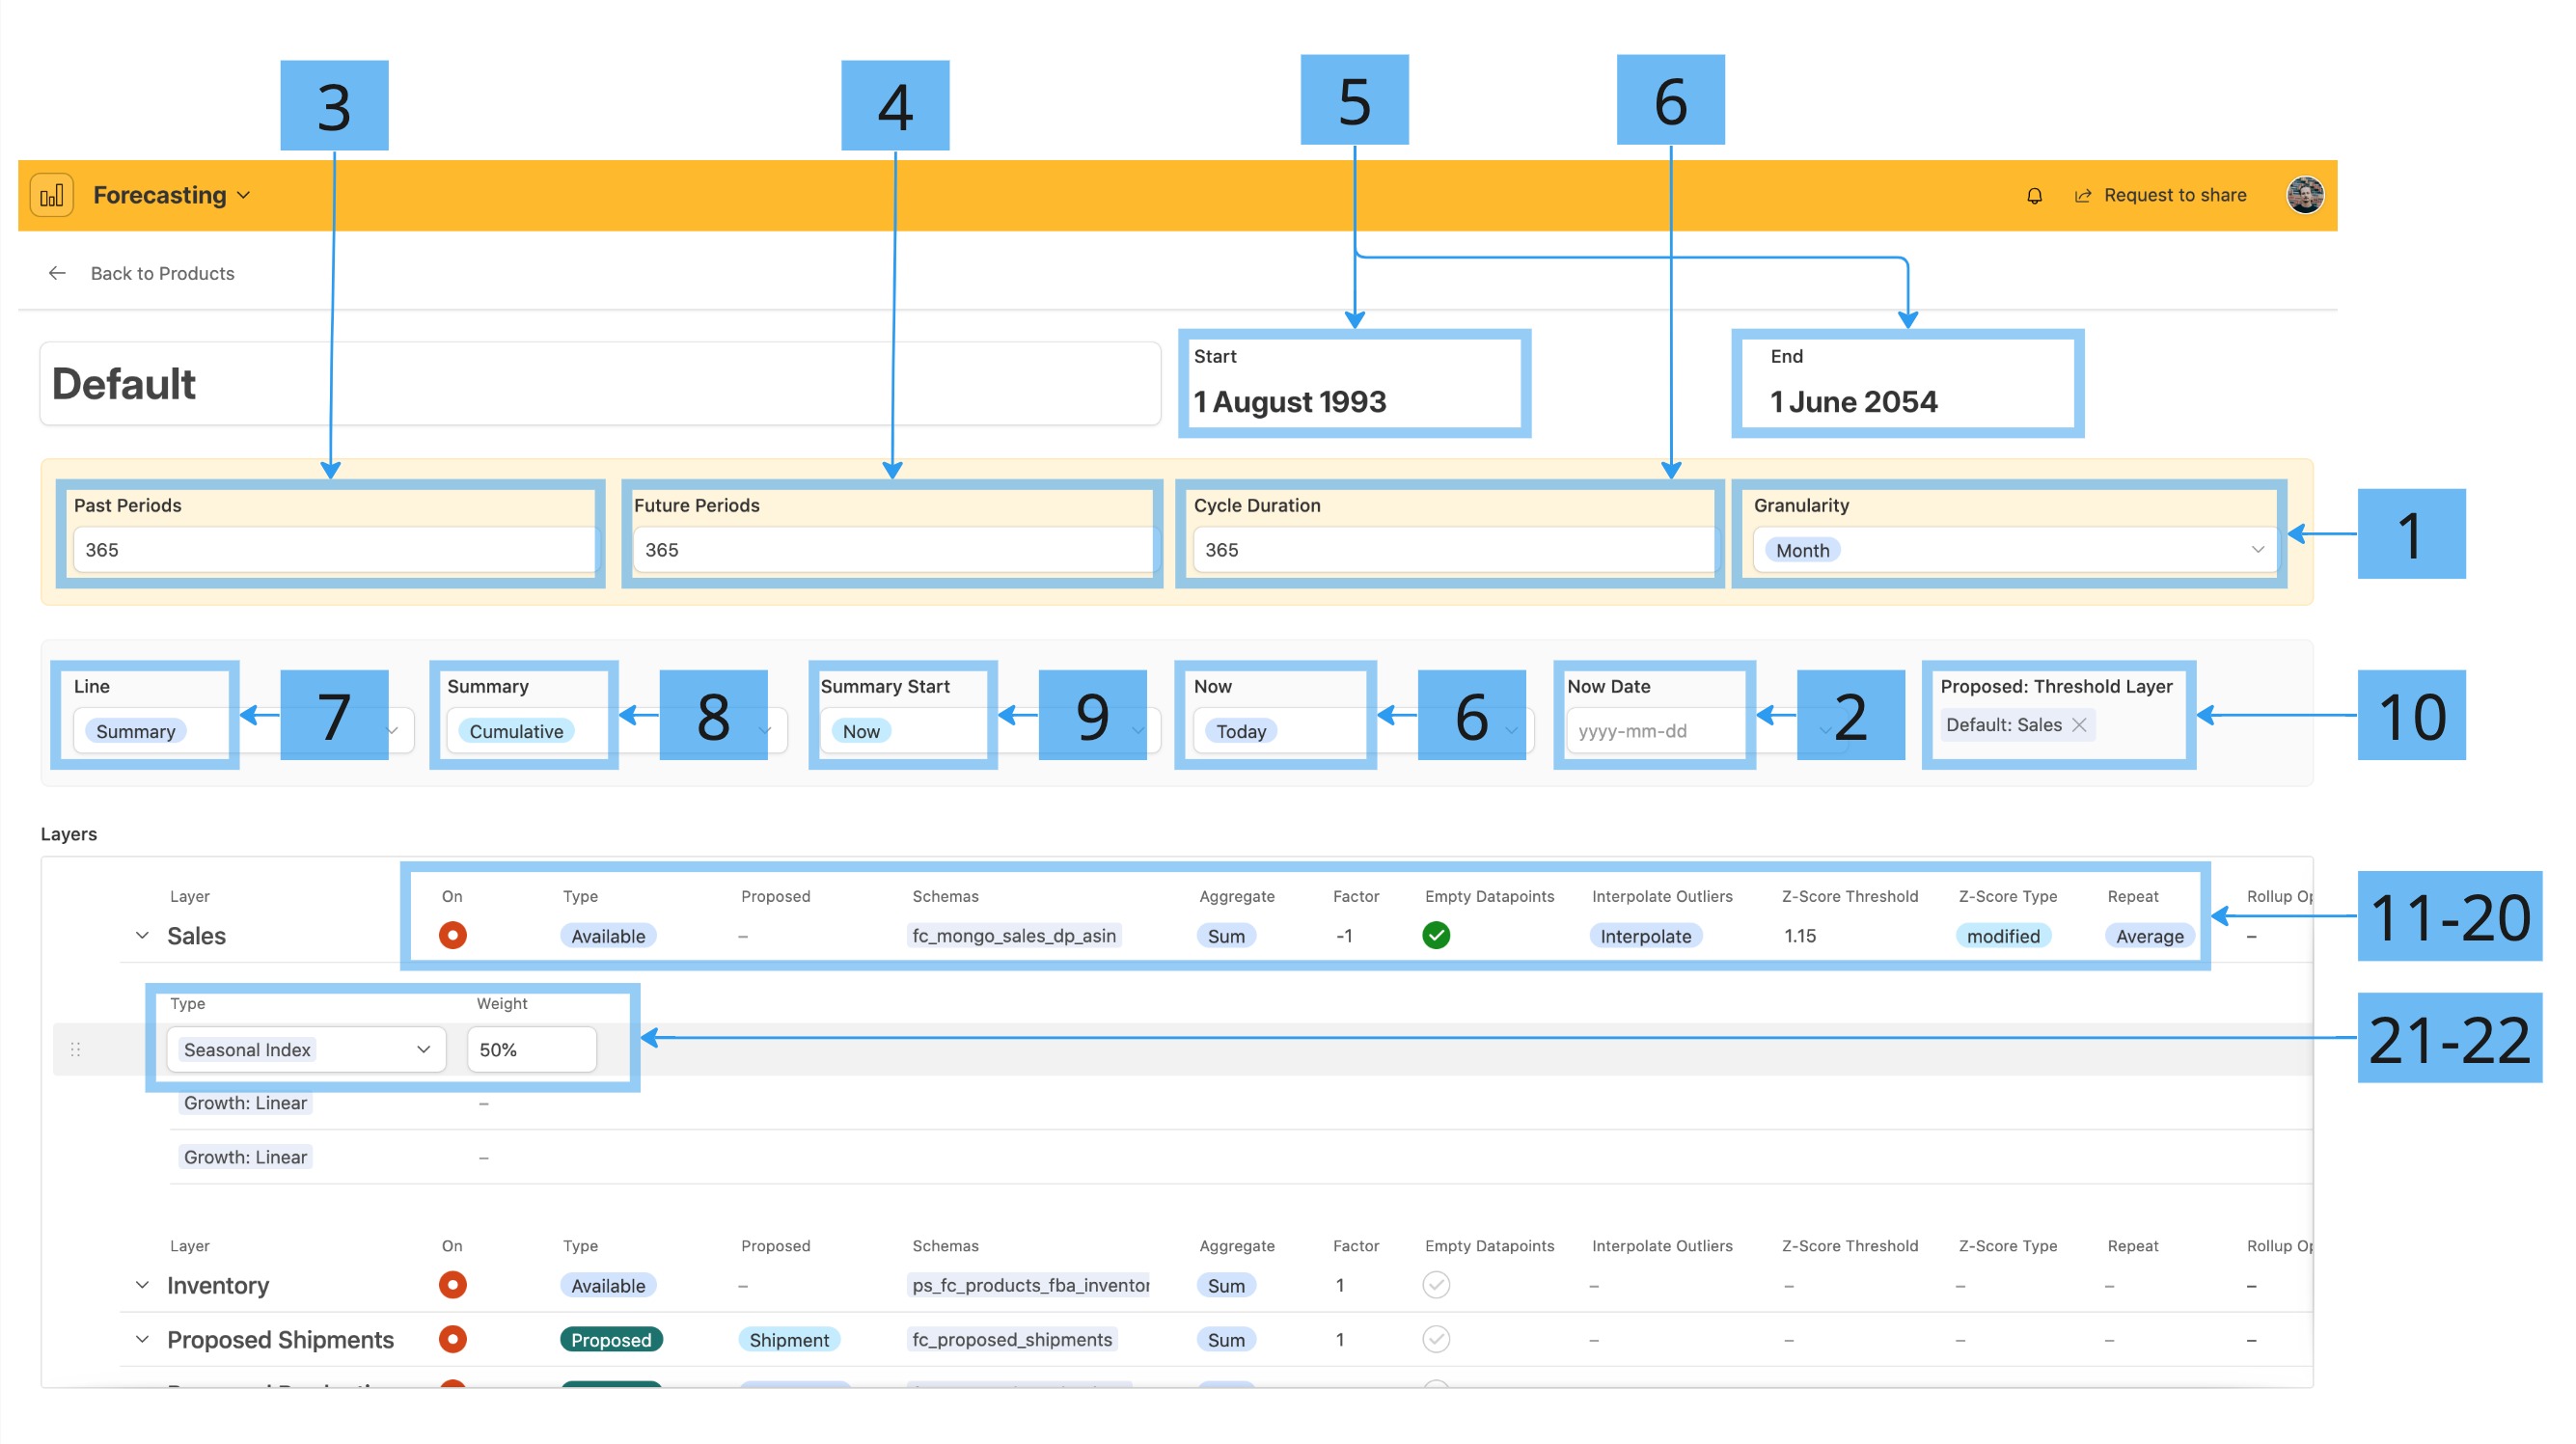 3 4 5 6
Forecasting Request to share
Back to Products
Default
Start
1 August 1993
End
1 June 2054
Past Periods Future Periods Cycle Duration Granularity
365 365 365 Month
1
Line Summary Summary Start Now Now Date Proposed: Threshold Layer
Summary 7 Cumulative 8 Now 9 Today 6 yyyy-mm-dd 2 Default: Sales 10
Layers
Layer On Type Proposed Schemas Aggregate Factor Empty Datapoints Interpolate Outliers Z-Score Threshold Z-Score Type Repeat Rollup Op
Sales Available – fc_mongo_sales_dp_asin Sum -1 Interpolate 1.15 modified Average –
11-20
Type Weight
Seasonal Index 50%
21-22
Growth: Linear –
Growth: Linear –
Layer On Type Proposed Schemas Aggregate Factor Empty Datapoints Interpolate Outliers Z-Score Threshold Z-Score Type Repeat Rollup Op
Inventory Available – ps_fc_products_fba_inventor Sum 1 – – – – –
Proposed Shipments Proposed Shipment fc_proposed_shipments Sum 1 – – – – –